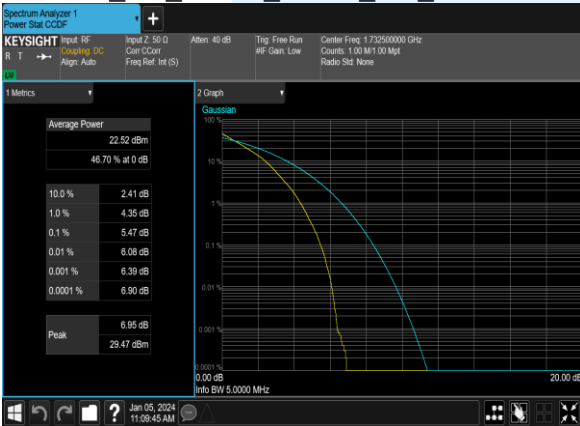 Spectrum Analyzer 1
Power Stat CCDF
+
KEYSIGHT
R T
LW
Input: RF
Coupling: DC
Align: Auto
Input Z: 50 Ω
Corr CCorr
Freq Ref: Int (S)
Atten: 40 dB
Trig: Free Run
#IF Gain: Low
Center Freq: 1.732500000 GHz
Counts: 1.00 M/1.00 Mpt
Radio Std: None
1 Metrics
Average Power
22.52 dBm
46.70 % at 0 dB
10.0 % 2.41 dB
1.0 % 4.35 dB
0.1 % 5.47 dB
0.01 % 6.08 dB
0.001 % 6.39 dB
0.0001 % 6.90 dB
Peak
6.95 dB
29.47 dBm
2 Graph
Gaussian
100 %
10 %
1 %
0.1 %
0.01 %
0.001 %
0.0001 %
0.00 dB 20.00 dB
Info BW 5.0000 MHz
?
Jan 05, 2024
11:09:45 AM